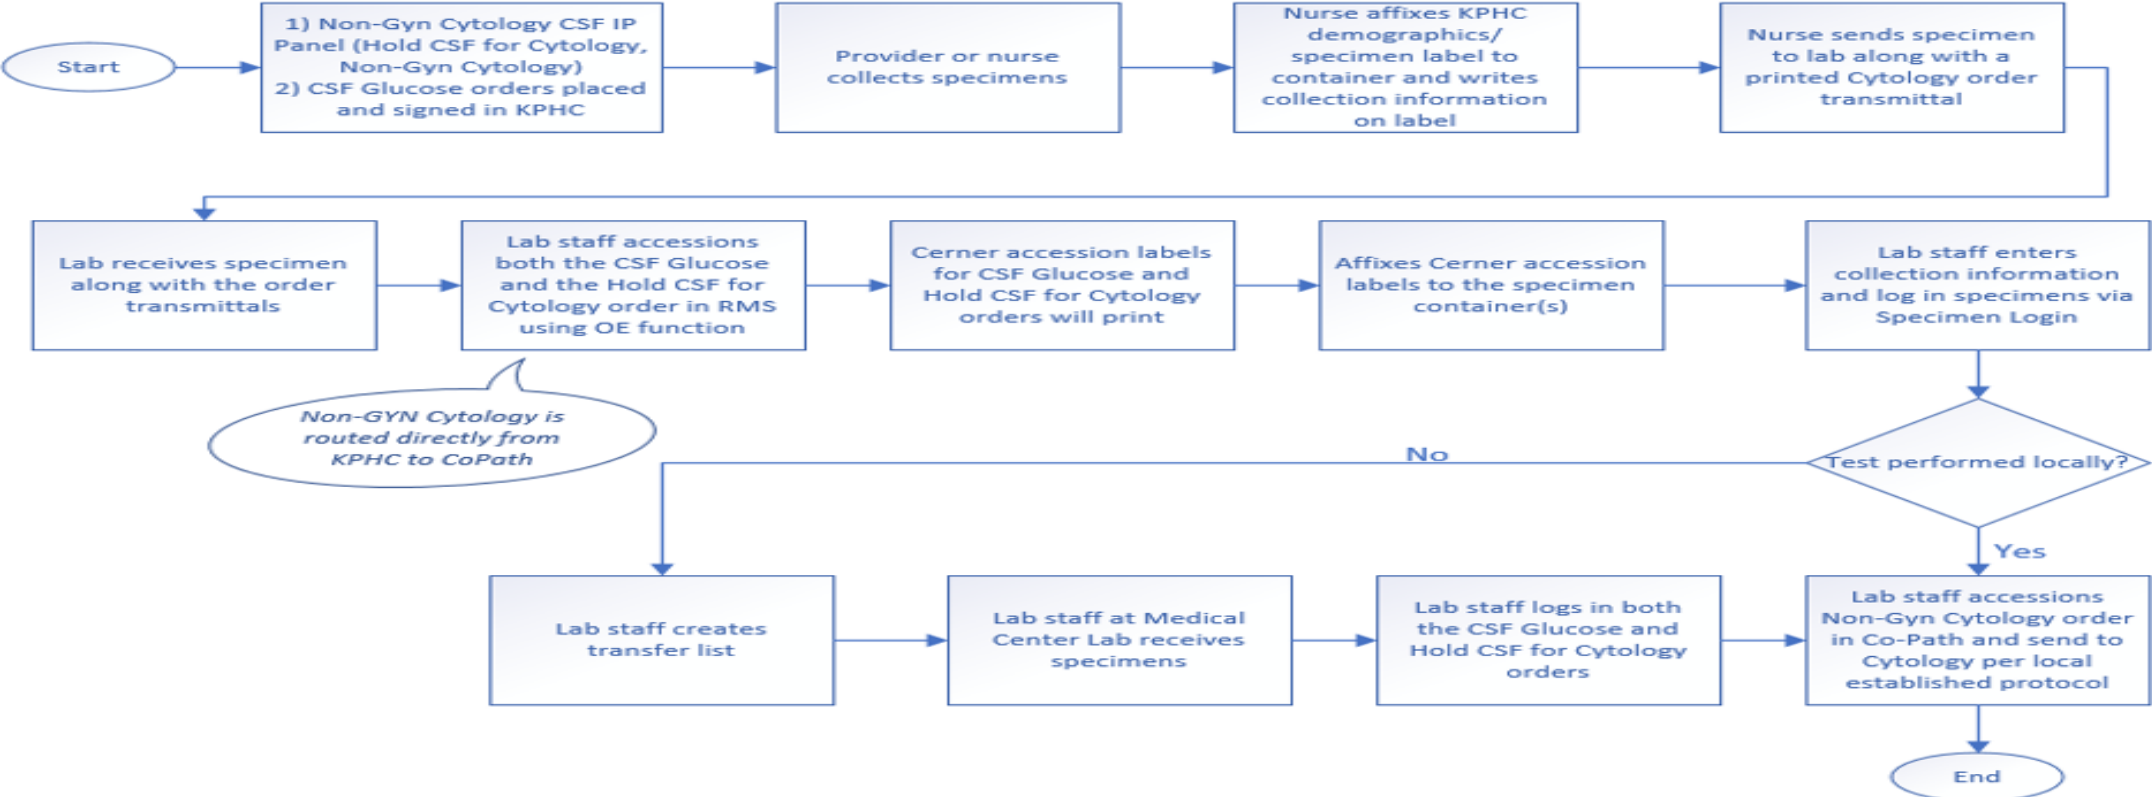 Start
1) Non-Gyn Cytology CSF IP
Panel (Hold CSF for Cytology,
Non-Gyn Cytology)
2) CSF Glucose orders placed
and signed in KPHC
Provider or nurse
collects specimens
Nurse affixes KPHC
demographics/
specimen label to
container and writes
collection information
on label
Nurse sends specimen
to lab along with a
printed Cytology order
transmittal
Lab receives specimen
along with the order
transmittals
Lab staff accessions
both the CSF Glucose
and the Hold CSF for
Cytology order in RMS
using OE function
Cerner accession labels
for CSF Glucose and
Hold CSF for Cytology
orders will print
Affixes Cerner accession
labels to the specimen
container(s)
Lab staff enters
collection information
and log in specimens via
Specimen Login
Non-GYN Cytology is
routed directly from
KPHC to CoPath
No
Test performed locally?
Yes
Lab staff creates
transfer list
Lab staff at Medical
Center Lab receives
specimens
Lab staff logs in both
the CSF Glucose and
Hold CSF for Cytology
orders
Lab staff accessions
Non-Gyn Cytology order
in Co-Path and send to
Cytology per local
established protocol
End